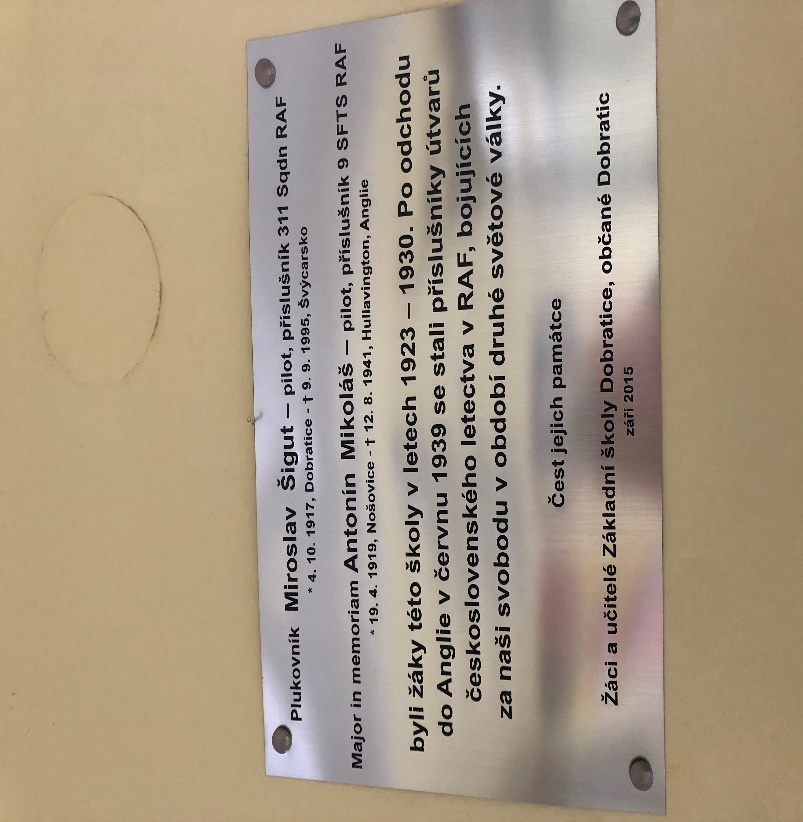 Plukovník Miroslav Šigut – pilot, příslušník 311 Sqdn RAF
* 4. 10. 1917, Dobratice - † 9. 9. 1995, Švýcarsko
Major in memoriam Antonín Mikoláš – pilot, příslušník 9 SFTS RAF
* 19. 4. 1919, Nošovice - † 12. 8. 1941, Hullavington, Anglie
byli žáky této školy v letech 1923 – 1930. Po odchodu
do Anglie v červnu 1939 se stali příslušníky útvarů
československého letectva v RAF, bojujících
za naši svobodu v období druhé světové války.
Čest jejich památce
Žáci a učitelé Základní školy Dobratice, občané Dobratic
září 2015